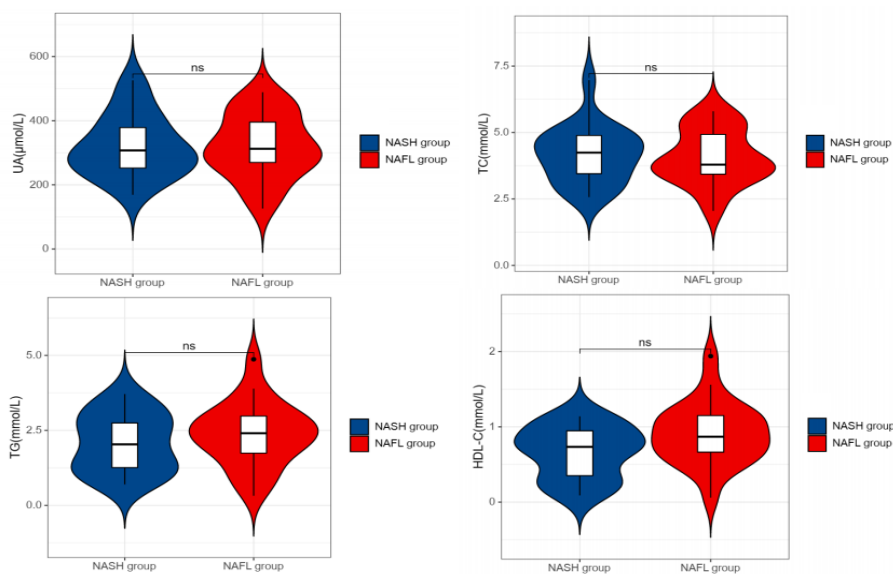 UA(μmol/L)
600
400
200
0
ns
NASH group
NAFL group
NASH group
NAFL group
TC(mmol/L)
7.5
5.0
2.5
0.0
ns
NASH group
NAFL group
NASH group
NAFL group
TG(mmol/L)
5.0
2.5
0.0
ns
NASH group
NAFL group
NASH group
NAFL group
HDL-C(mmol/L)
2
1
0
ns
NASH group
NAFL group
NASH group
NAFL group